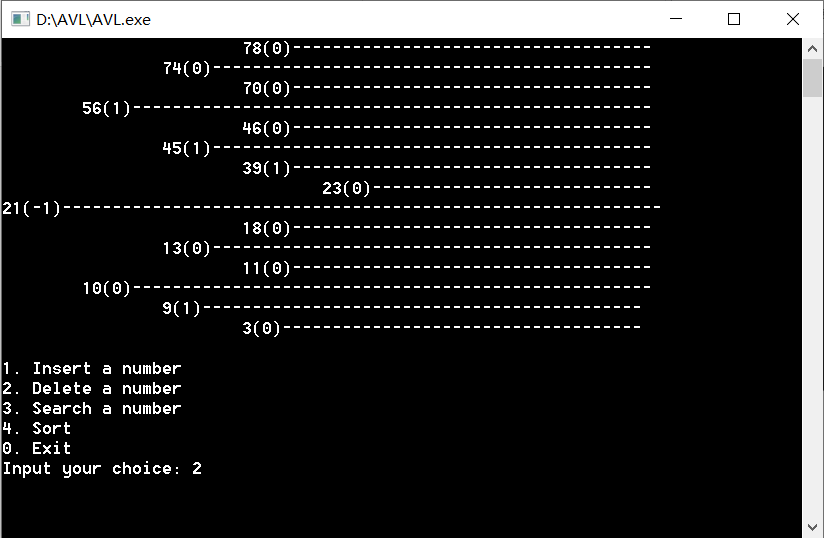 D:\AVL\AVL.exe
78(0)------------------------------------
74(0)--------------------------------------------
70(0)------------------------------------
56(1)----------------------------------------------------
46(0)------------------------------------
45(1)--------------------------------------------
39(1)------------------------------------
23(0)----------------------------
21(-1)------------------------------------------------------------
18(0)------------------------------------
13(0)--------------------------------------------
11(0)------------------------------------
10(0)----------------------------------------------------
9(1)--------------------------------------------
3(0)------------------------------------
1. Insert a number
2. Delete a number
3. Search a number
4. Sort
0. Exit
Input your choice: 2